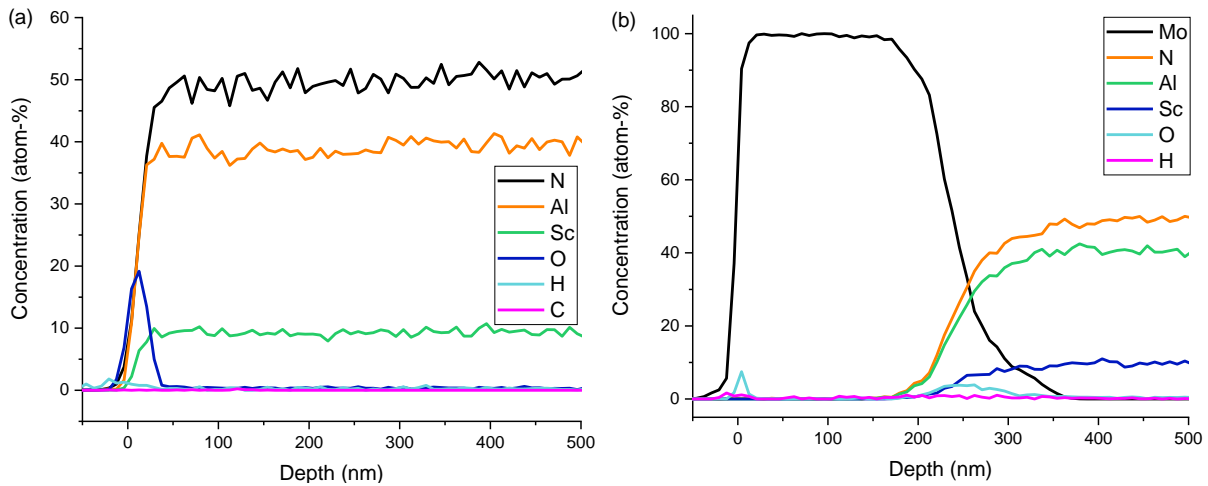 (a)
60
50
40
30
20
10
0
Concentration (atom-%)
N
Al
Sc
O
H
C
0
100
200
300
400
500
Depth (nm)
(b)
100
80
60
40
20
0
Concentration (atom-%)
Mo
N
Al
Sc
O
H
0
100
200
300
400
500
Depth (nm)